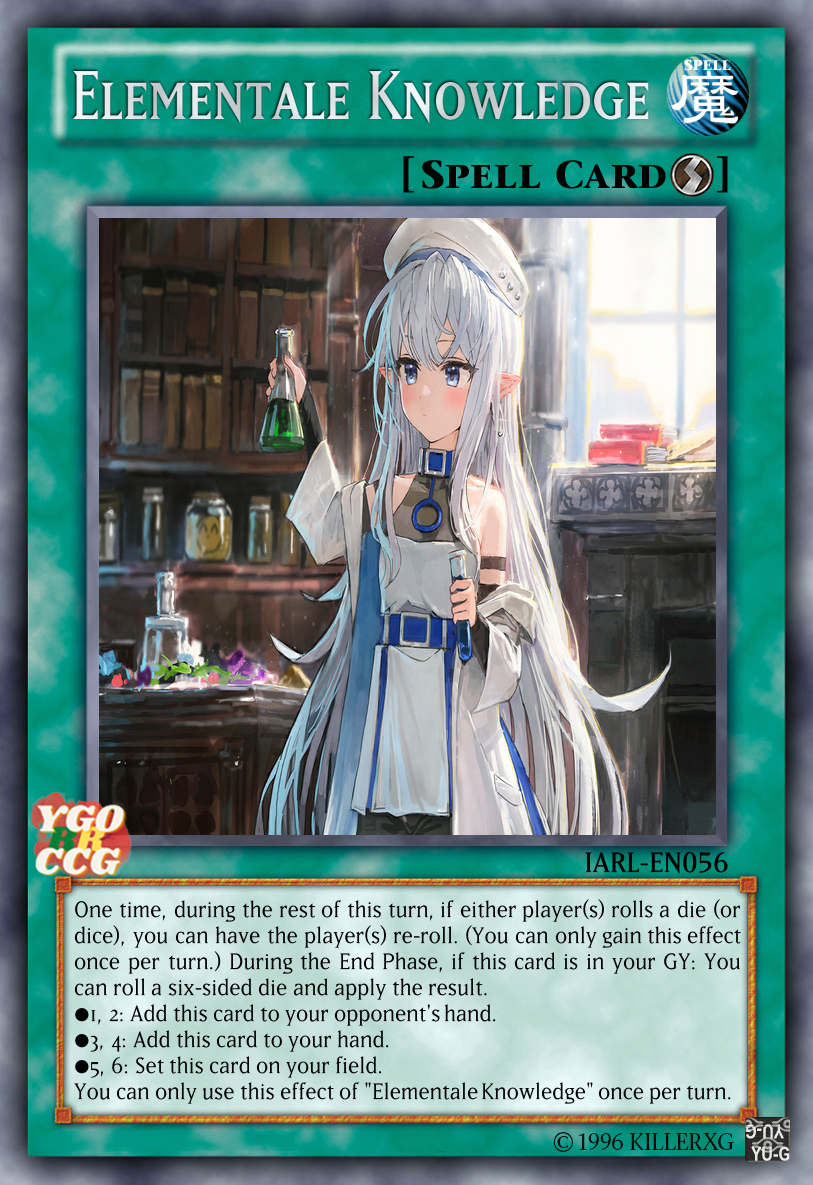 ELEMENTALE KNOWLEDGE
SPELL
魔
[SPELL CARD]
YGO
RR
CCG
IARL-EN056
One time, during the rest of this turn, if either player(s) rolls a die (or
dice), you can have the player(s) re-roll. (You can only gain this effect
once per turn.) During the End Phase, if this card is in your GY: You
can roll a six-sided die and apply the result.
●1, 2: Add this card to your opponent's hand.
●3, 4: Add this card to your hand.
●5, 6: Set this card on your field.
You can only use this effect of "Elementale Knowledge" once per turn.
© 1996 KILLERXG
YU-G